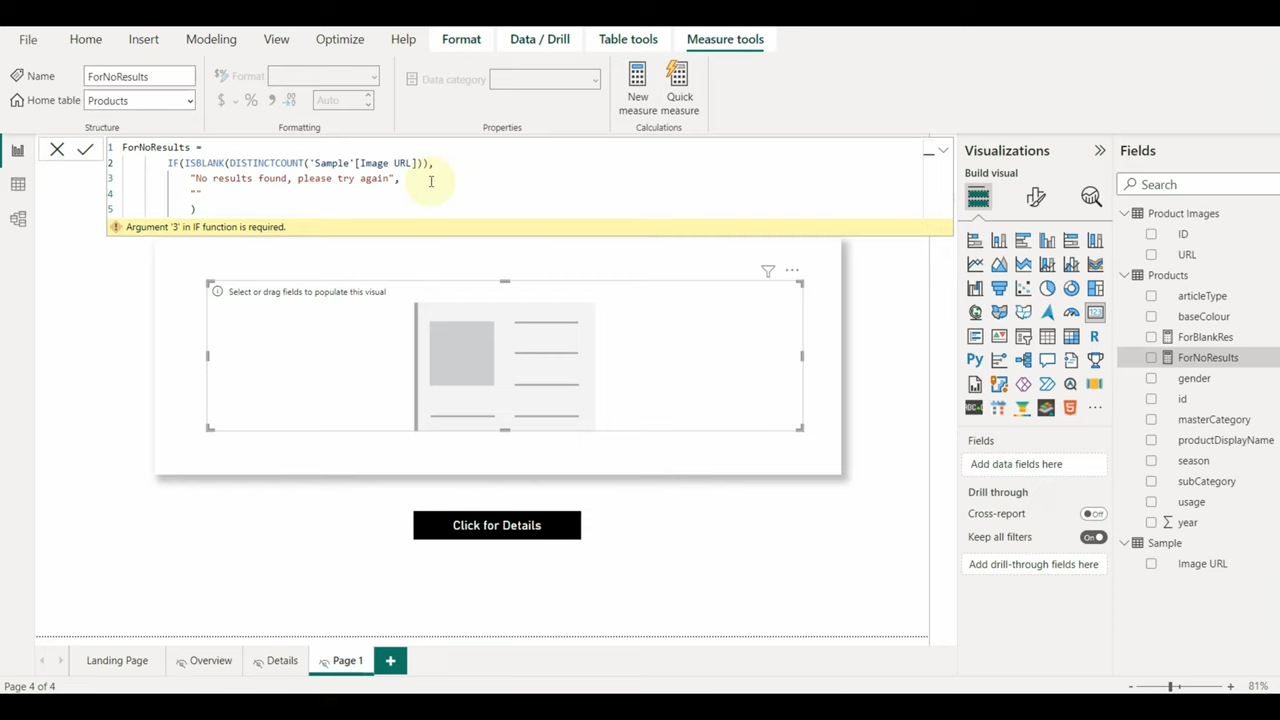 File
Home
Insert
Modeling
View
Optimize
Help
Format
Data / Drill
Table tools
Measure tools
Name
ForNoResults
Home table
Products
Structure
Format
$
%
Auto
Formatting
Data category
Properties
New measure
Quick measure
Calculations
1 ForNoResults =
2 IF(ISBLANK(DISTINCTCOUNT('Sample'[Image URL])),
3 "No results found, please try again",
4 ""
5 )
Argument '3' in IF function is required.
Select or drag fields to populate this visual
Click for Details
Visualizations
Build visual
123
R
Py
Fields
Add data fields here
Drill through
Cross-report
Off
Keep all filters
On
Add drill-through fields here
Fields
Search
Product Images
ID
URL
Products
articleType
baseColour
ForBlankRes
ForNoResults
gender
id
masterCategory
productDisplayName
season
subCategory
usage
year
Sample
Image URL
Landing Page
Overview
Details
Page 1
Page 4 of 4
81%